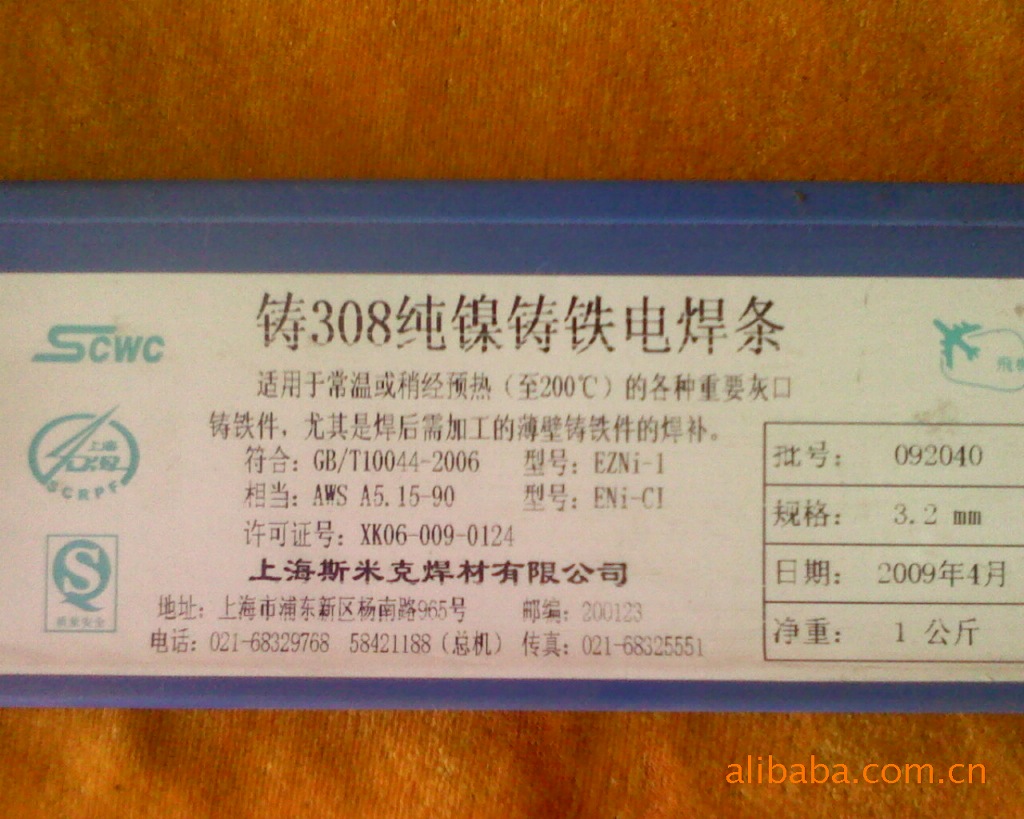 铸308纯镍铸铁电焊条
SCWC
飛
适用于常温或稍经预热（至200℃）的各种重要灰口
铸铁件，尤其是焊后需加工的薄壁铸铁件的焊补。
上海
SCRPF
符合：GB/T10044-2006 型号：EZNi-1
相当：AWS A5.15-90 型号：ENi-CI
许可证号：XK06-009-0124
上海斯米克焊材有限公司
质量安全
地址：上海市浦东新区杨南路965号 邮编：200123
电话：021-68329768 58421188（总机） 传真：021-68325551
批号： 092040
规格： 3.2 mm
日期： 2009年4月
净重： 1 公斤
alibaba.com.cn